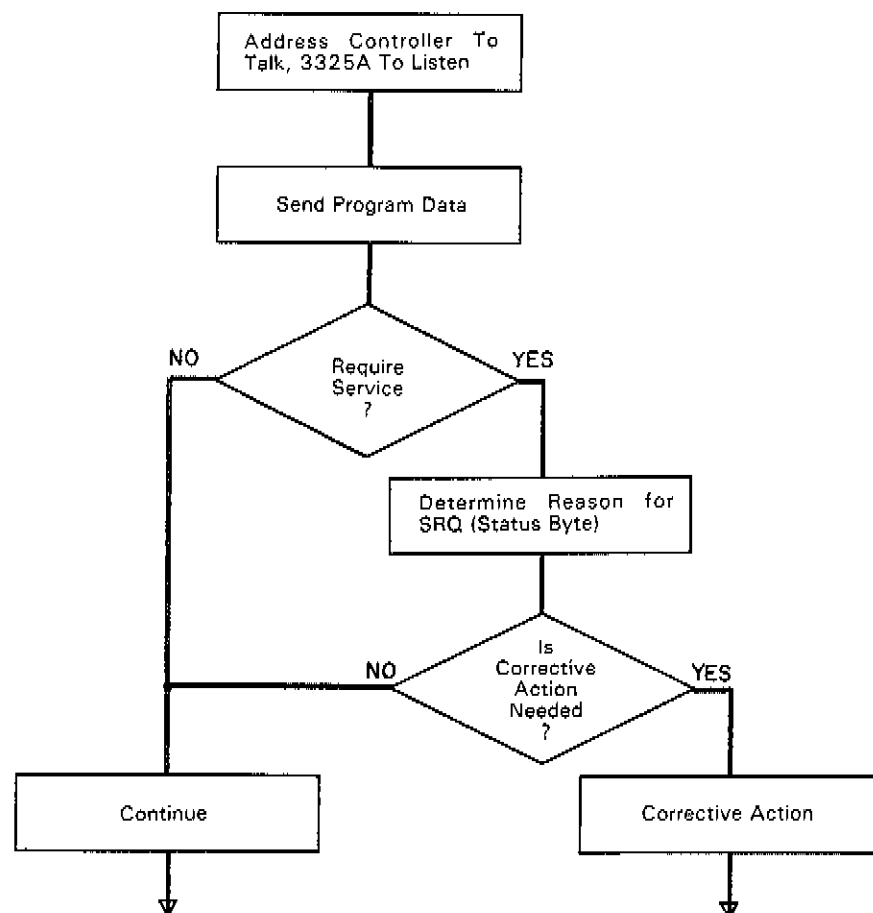 Address Controller To
Talk, 3325A To Listen
Send Program Data
NO
YES
Require
Service
?
Determine Reason for
SRQ (Status Byte)
NO
YES
Is
Corrective
Action
Needed
?
Continue
Corrective Action